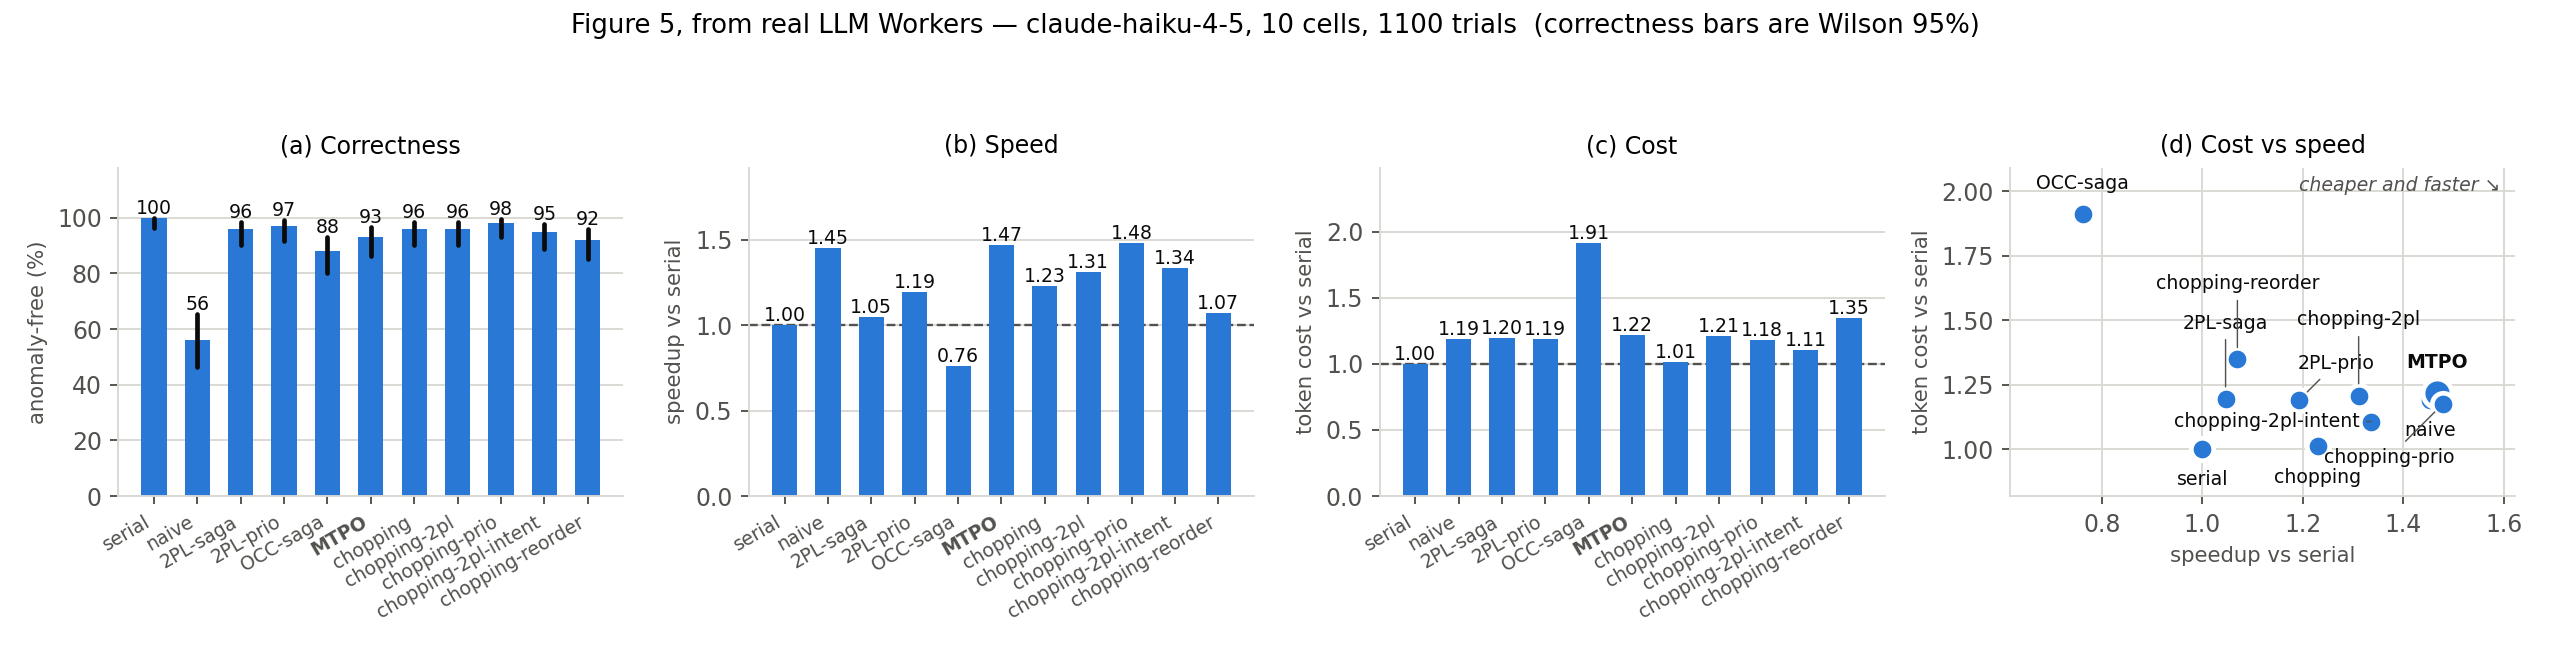 Figure 5, from real LLM Workers — claude-haiku-4-5, 10 cells, 1100 trials  (correctness bars are Wilson 95%)
(a) Correctness
anomaly-free (%)
100
80
60
40
20
0
100
56
96
97
88
93
96
96
98
95
92
serial
naive
2PL-saga
2PL-prio
OCC-saga
MTPO
chopping
chopping-2pl
chopping-prio
chopping-2pl-intent
chopping-reorder
(b) Speed
speedup vs serial
1.5
1.0
0.5
0.0
1.00
1.45
1.05
1.19
0.76
1.47
1.23
1.31
1.48
1.34
1.07
serial
naive
2PL-saga
2PL-prio
OCC-saga
MTPO
chopping
chopping-2pl
chopping-prio
chopping-2pl-intent
chopping-reorder
(c) Cost
token cost vs serial
2.0
1.5
1.0
0.5
0.0
1.00
1.19
1.20
1.19
1.91
1.22
1.01
1.21
1.18
1.11
1.35
serial
naive
2PL-saga
2PL-prio
OCC-saga
MTPO
chopping
chopping-2pl
chopping-prio
chopping-2pl-intent
chopping-reorder
(d) Cost vs speed
token cost vs serial
2.00
1.75
1.50
1.25
1.00
OCC-saga
cheaper and faster ↘
chopping-reorder
2PL-saga
chopping-2pl
2PL-prio
MTPO
chopping-2pl-intent
naive
chopping-prio
serial
chopping
0.8
1.0
1.2
1.4
1.6
speedup vs serial